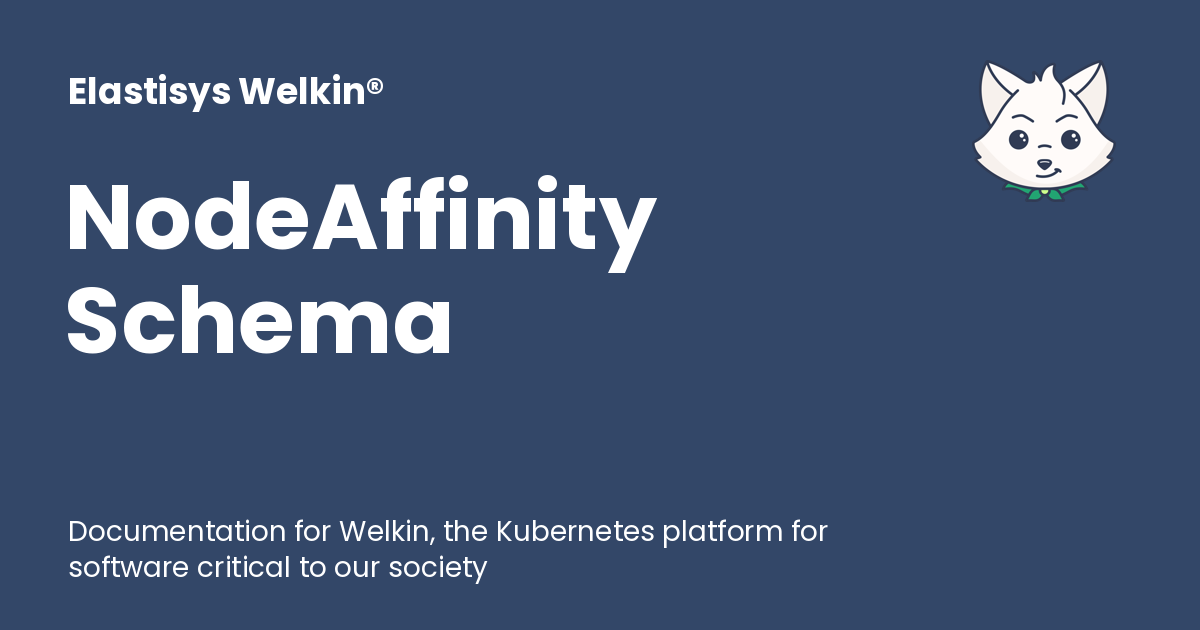 Elastisys Welkin®
NodeAffinity
Schema
Documentation for Welkin, the Kubernetes platform for
software critical to our society